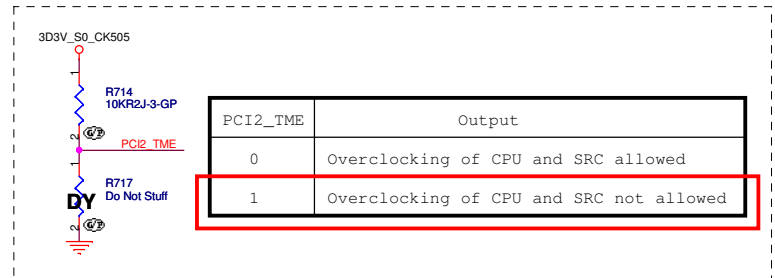 3D3V_S0_CK505
1
R714
10KR2J-3-GP
2
PCI2_TME
1
R717
DY Do Not Stuff
2
PCI2_TME Output
0 Overclocking of CPU and SRC allowed
1 Overclocking of CPU and SRC not allowed